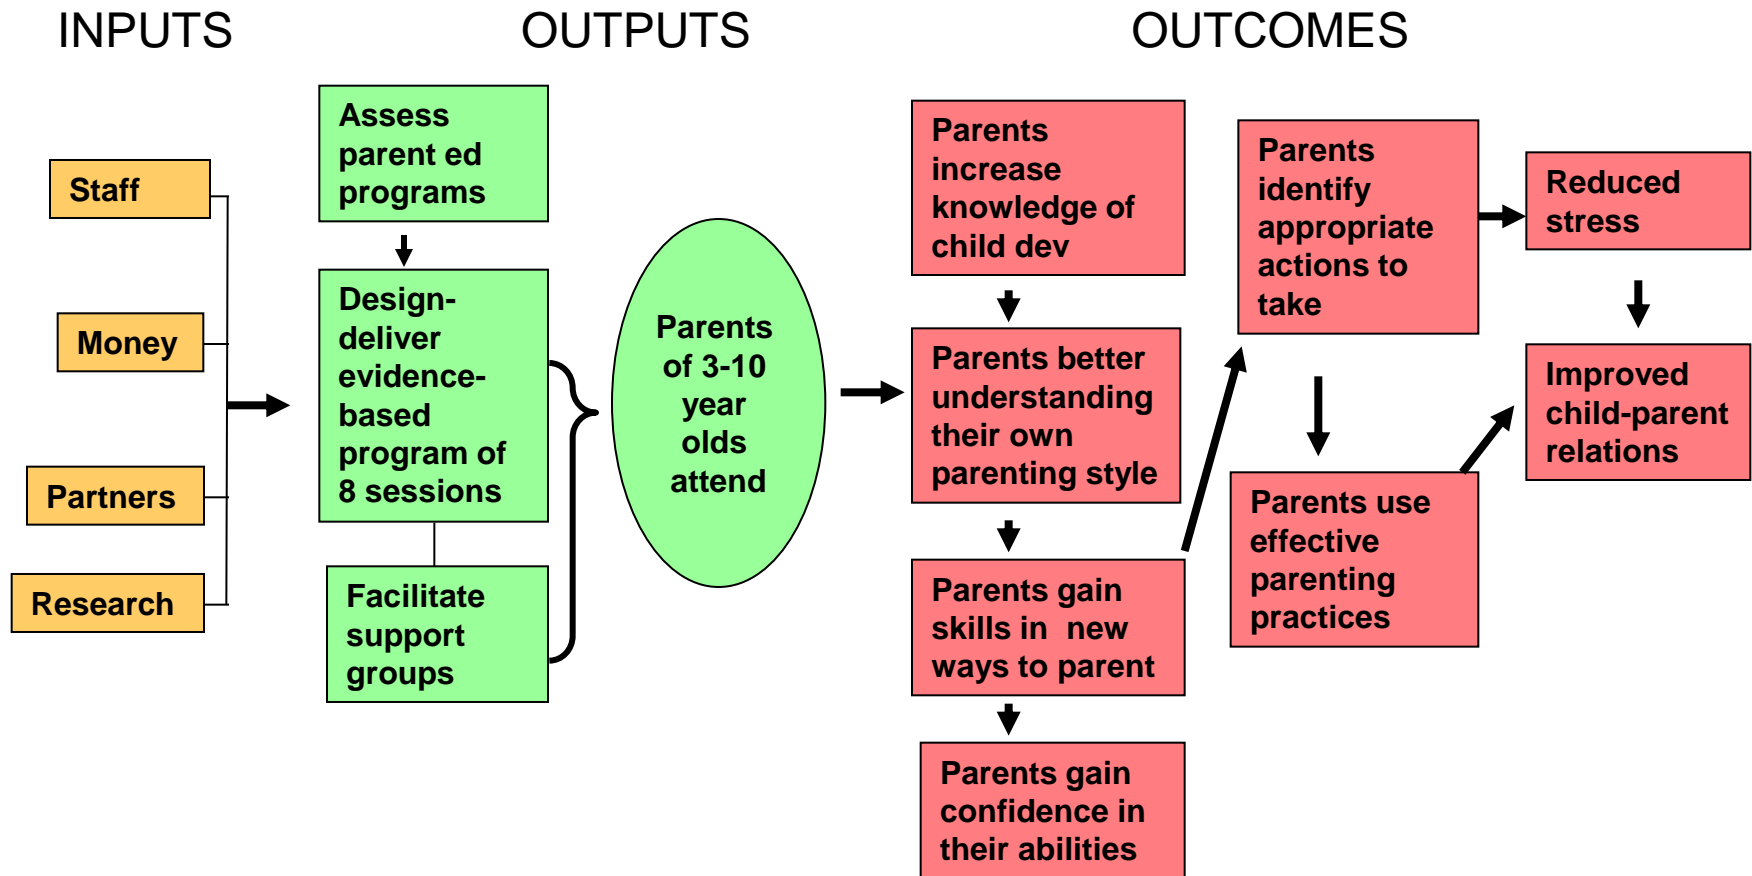 INPUTS
OUTPUTS
OUTCOMES
Staff
Money
Partners
Research
Assess
parent ed
programs
Design-
deliver
evidence-
based
program of
8 sessions
Facilitate
support
groups
Parents
of 3-10
year
olds
attend
Parents
increase
knowledge of
child dev
Parents better
understanding
their own
parenting style
Parents gain
skills in  new
ways to parent
Parents gain
confidence in
their abilities
Parents
identify
appropriate
actions to
take
Parents use
effective
parenting
practices
Reduced
stress
Improved
child-parent
relations